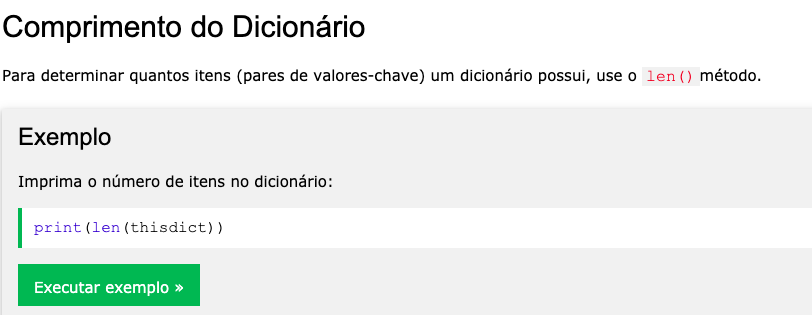 Comprimento do Dicionário
Para determinar quantos itens (pares de valores-chave) um dicionário possui, use o len() método.
Exemplo
Imprima o número de itens no dicionário:
print(len(thisdict))
Executar exemplo »